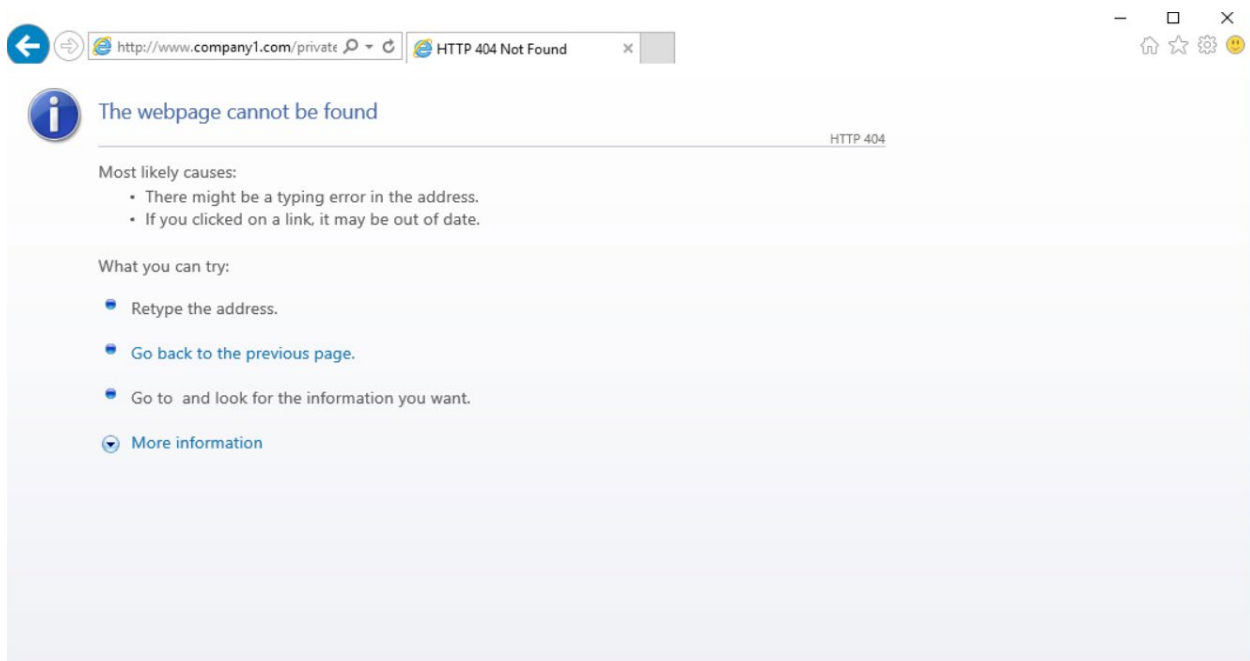 http://www.company1.com/private
HTTP 404 Not Found
The webpage cannot be found
HTTP 404
Most likely causes:
• There might be a typing error in the address.
• If you clicked on a link, it may be out of date.
What you can try:
Retype the address.
Go back to the previous page.
Go to  and look for the information you want.
More information